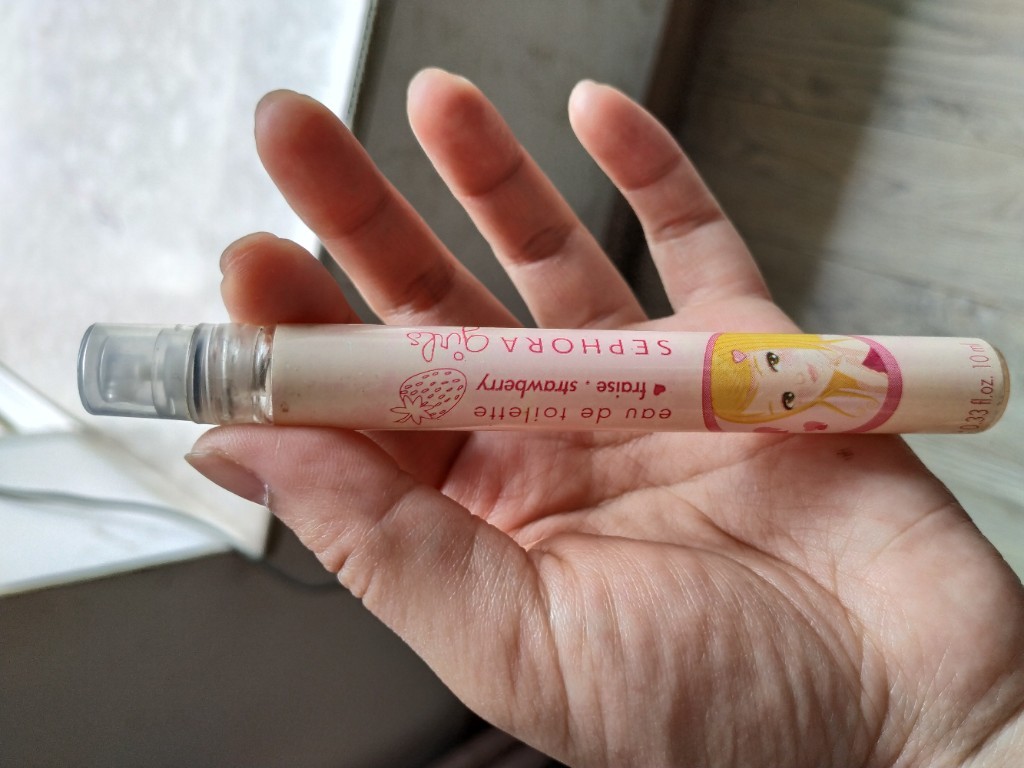 SEPHORA girls
fraise . strawberry
eau de toilette
0.33 fl.oz. 10 ml